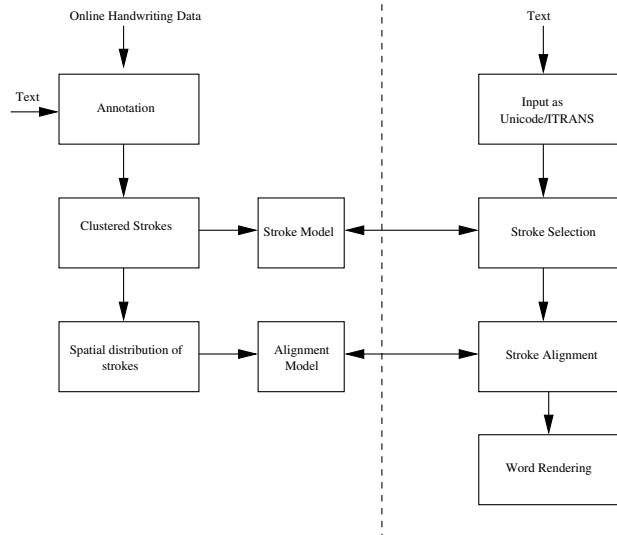 Online Handwriting Data
Text
Text
Annotation
Input as
Unicode/ITRANS
Clustered Strokes
Stroke Model
Stroke Selection
Spatial distribution of
strokes
Alignment
Model
Stroke Alignment
Word Rendering